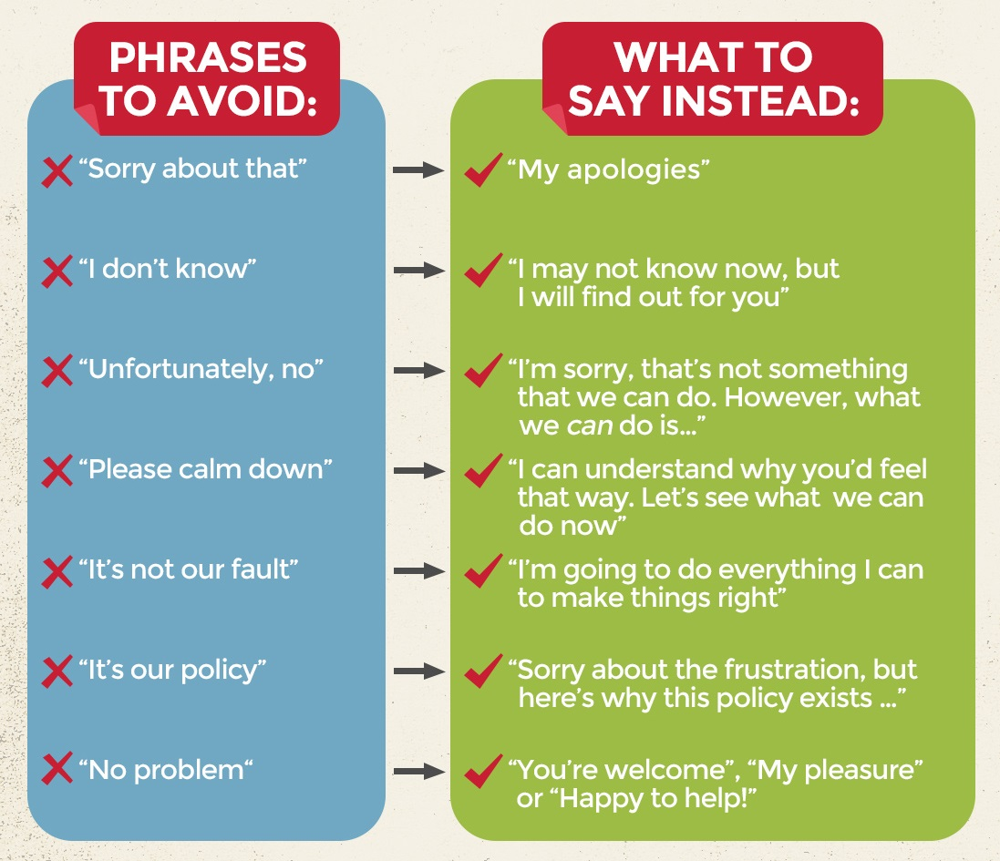 PHRASES
TO AVOID:
WHAT TO
SAY INSTEAD:
“Sorry about that”
“My apologies”
“I don’t know”
“I may not know now, but
I will find out for you”
“Unfortunately, no”
“I’m sorry, that’s not something
that we can do. However, what
we can do is...”
“Please calm down”
“I can understand why you’d feel
that way. Let’s see what  we can
do now”
“It’s not our fault”
“I’m going to do everything I can
to make things right”
“It’s our policy”
“Sorry about the frustration, but
here’s why this policy exists ...”
“No problem“
“You’re welcome”, “My pleasure”
or “Happy to help!”